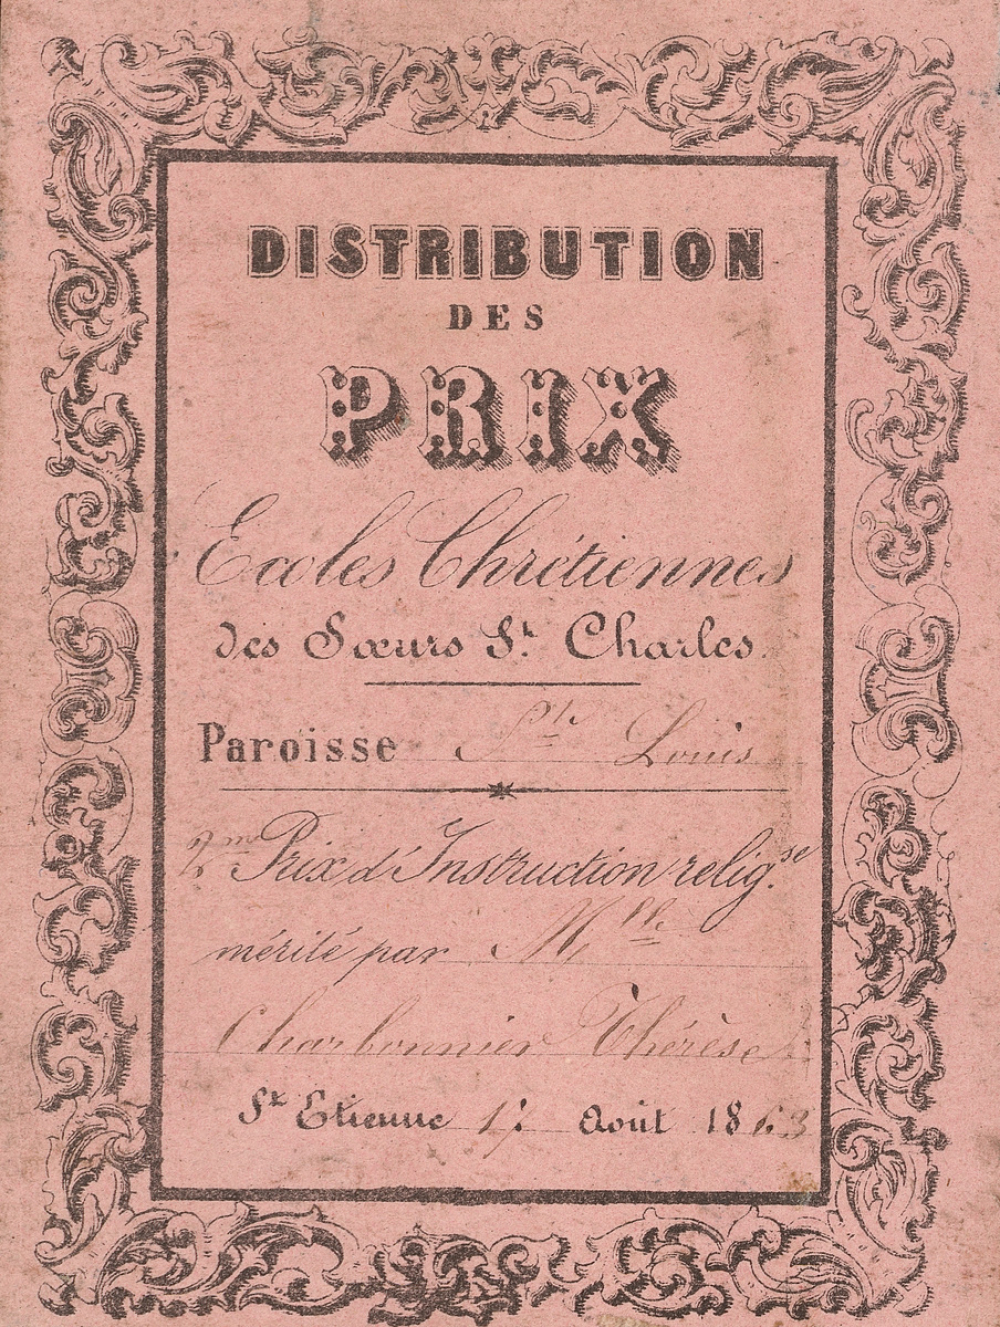 DISTRIBUTION
DES
PRIX
Ecoles Chrétiennes
des Sœurs St. Charles.
Paroisse St Louis
2me Prix d'Instruction relig.se
mérité par Mlle
Charbonnier Thérèse
St Etienne 17 Août 1863